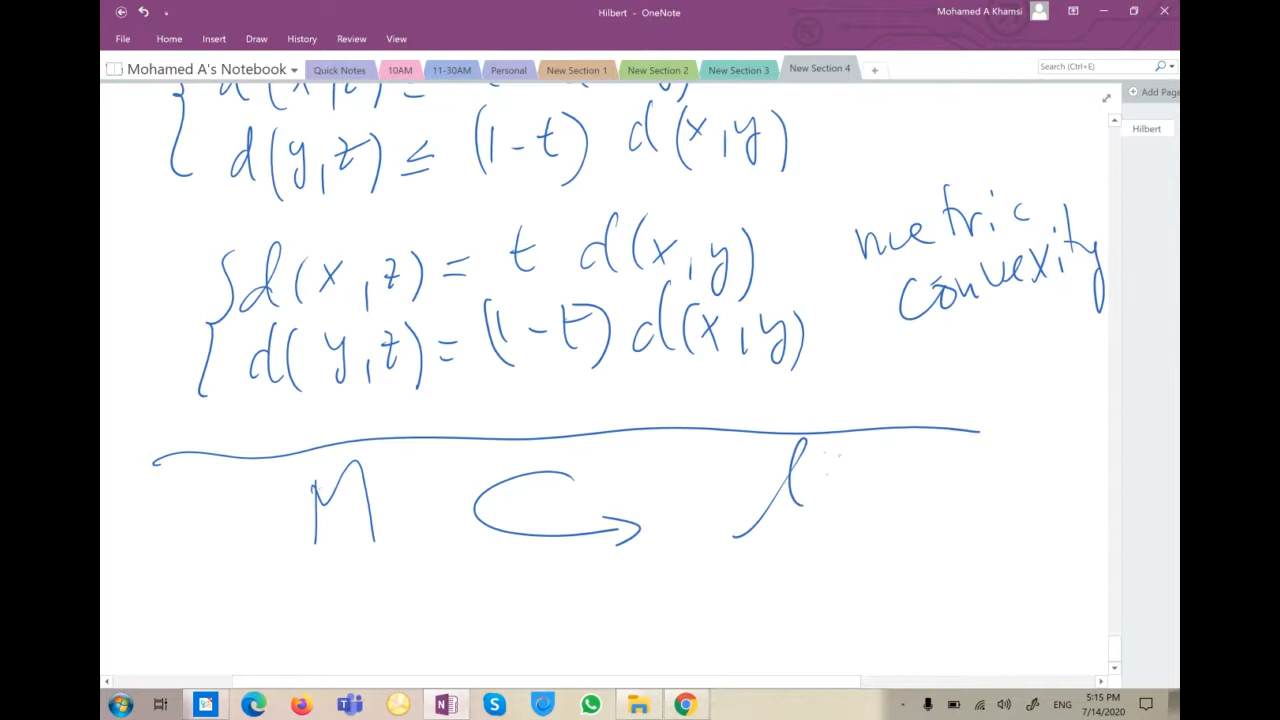 Hilbert - OneNote
Mohamed A Khamsi
File Home Insert Draw History Review View
Mohamed A's Notebook
Quick Notes 10AM 11-30AM Personal New Section 1 New Section 2 New Section 3 New Section 4 +
Search (Ctrl+E)
Add Page
Hilbert
d(y,z) ≤ (1-t) d(x,y)
d(x,z) = t d(x,y)
d(y,z) = (1-t) d(x,y)
metric
convexity
M ↪ l
ENG
5:15 PM
7/14/2020